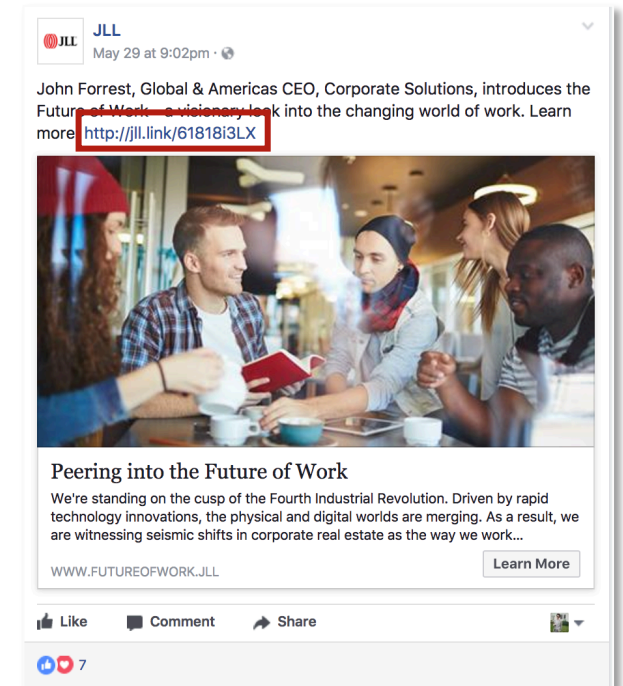 JLL
JLL
May 29 at 9:02pm ·
John Forrest, Global & Americas CEO, Corporate Solutions, introduces the
Future of Work - a visionary look into the changing world of work. Learn
more http://jll.link/61818i3LX
Peering into the Future of Work
We're standing on the cusp of the Fourth Industrial Revolution. Driven by rapid
technology innovations, the physical and digital worlds are merging. As a result, we
are witnessing seismic shifts in corporate real estate as the way we work...
WWW.FUTUREOFWORK.JLL
Learn More
Like Comment Share
7